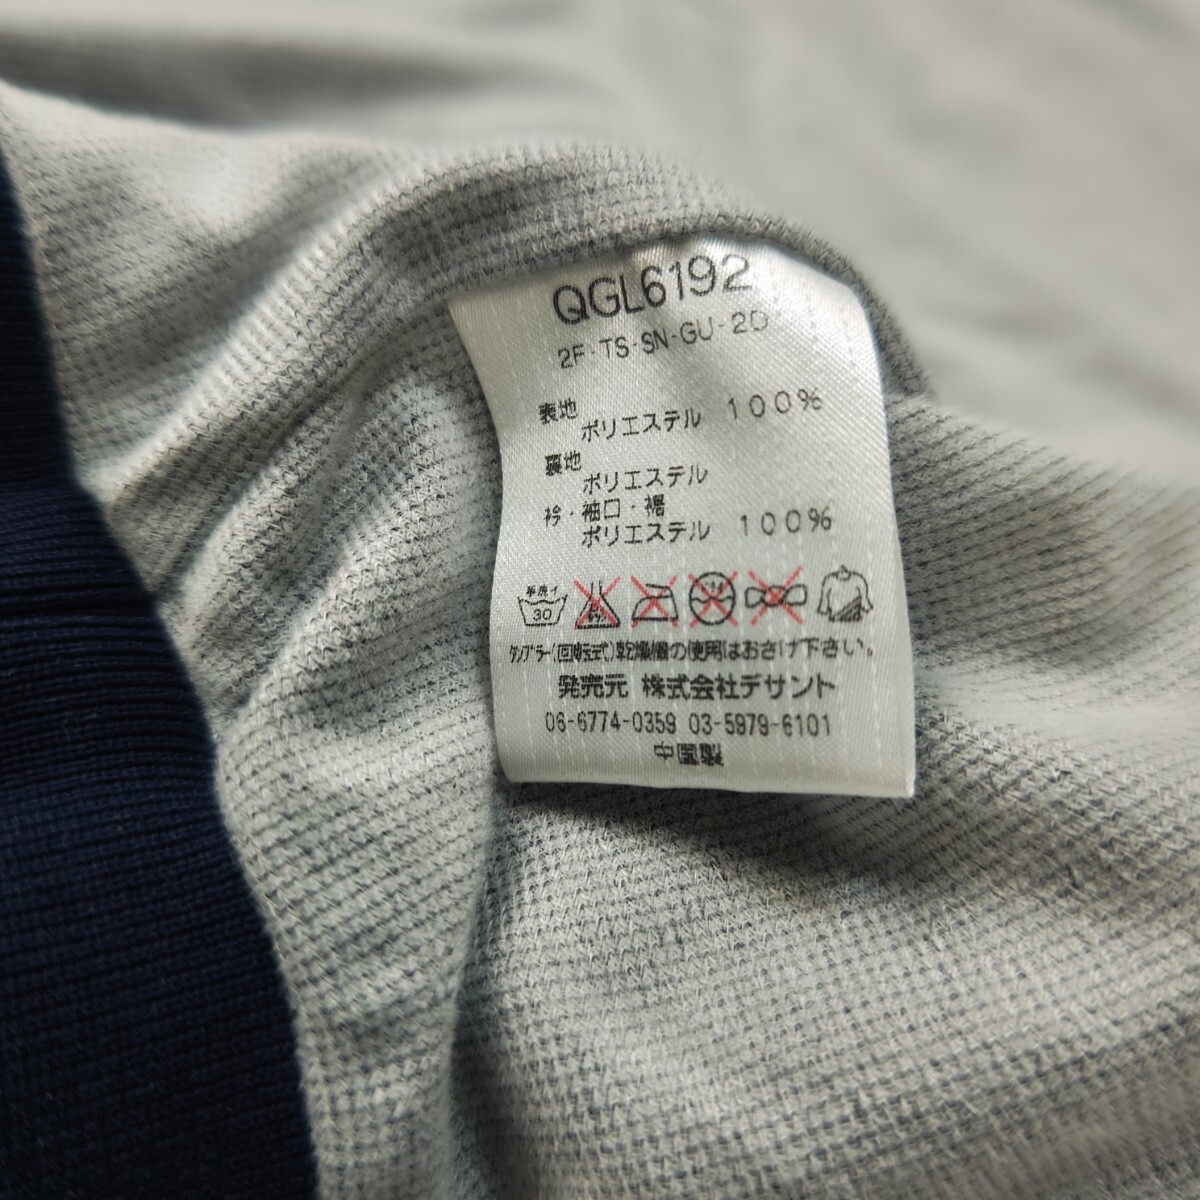 QGL6192
2F-TS-SN-GU-2D
表地
ポリエステル 100%
裏地
ポリエステル
衿・袖口・裾
ポリエステル 100%
手洗イ
30
タンブラー(回転式)乾燥機の使用はおさけ下さい。
発売元 株式会社デサント
06-6774-0359 03-5979-6101
中国製